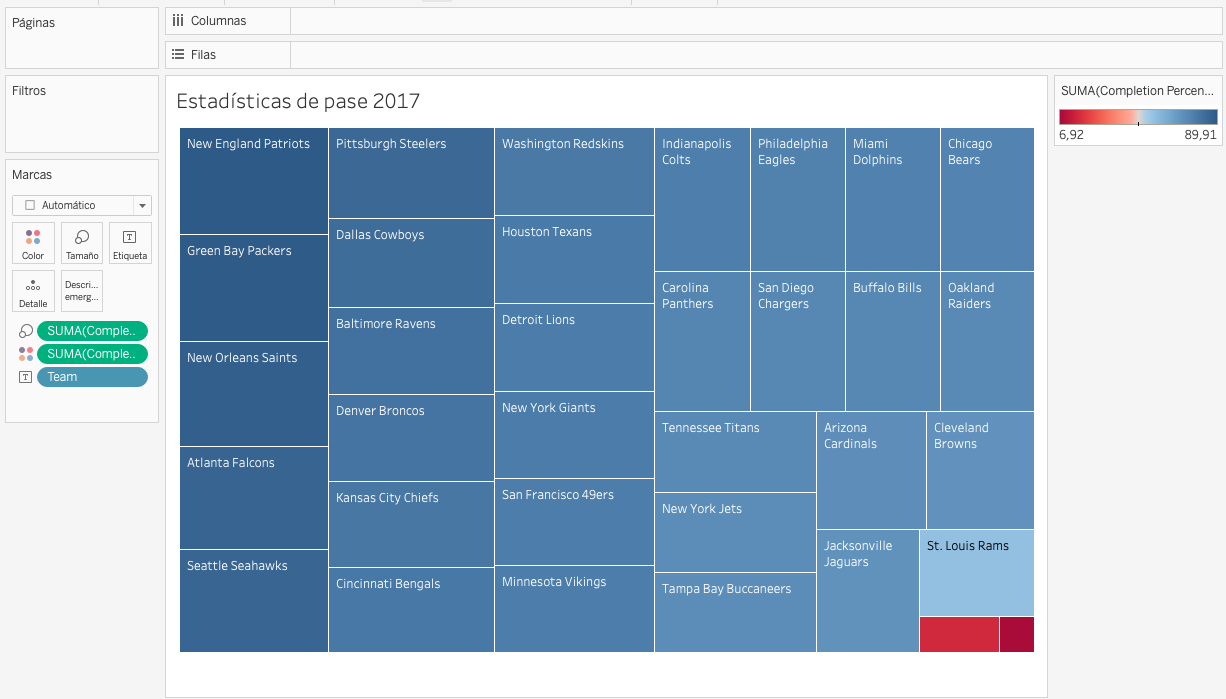 Páginas
Columnas
Filas
Filtros
Marcas
Automático
Color
Tamaño
Etiqueta
Detalle
Descri...
emerg...
SUMA(Comple..
SUMA(Comple..
Team
Estadísticas de pase 2017
New England Patriots
Green Bay Packers
New Orleans Saints
Atlanta Falcons
Seattle Seahawks
Pittsburgh Steelers
Dallas Cowboys
Baltimore Ravens
Denver Broncos
Kansas City Chiefs
Cincinnati Bengals
Washington Redskins
Houston Texans
Detroit Lions
New York Giants
San Francisco 49ers
Minnesota Vikings
Indianapolis
Colts
Philadelphia
Eagles
Miami
Dolphins
Chicago
Bears
Carolina
Panthers
San Diego
Chargers
Buffalo Bills
Oakland
Raiders
Tennessee Titans
New York Jets
Tampa Bay Buccaneers
Arizona
Cardinals
Cleveland
Browns
Jacksonville
Jaguars
St. Louis Rams
SUMA(Completion Percen...
6,92
89,91